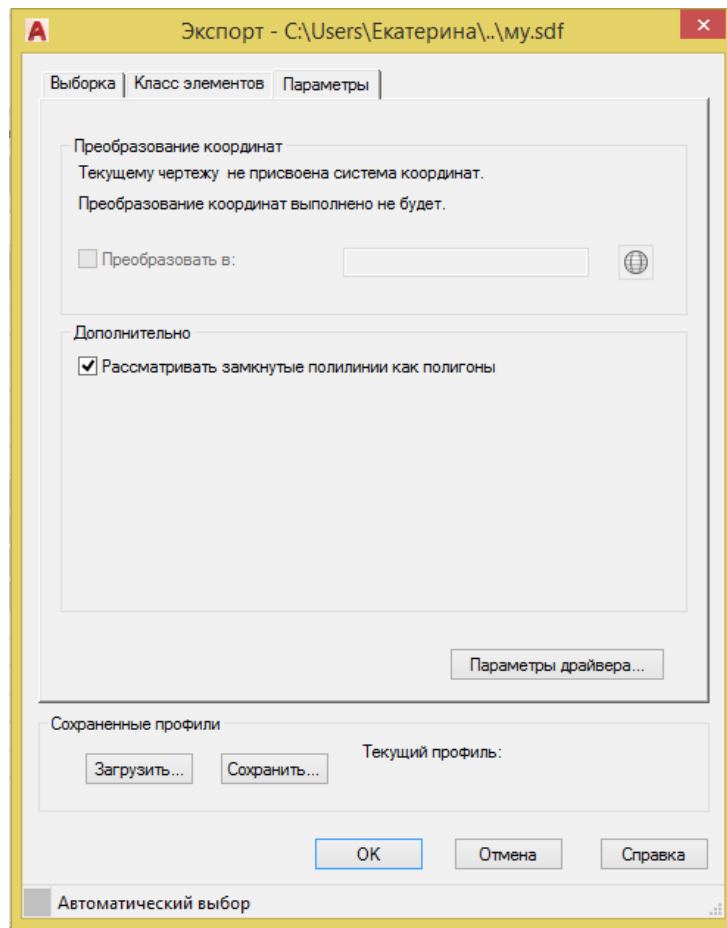 Экспорт - C:\Users\Екатерина\..\му.sdf
Выборка Класс элементов Параметры
Преобразование координат
Текущему чертежу не присвоена система координат.
Преобразование координат выполнено не будет.
Преобразовать в:
Дополнительно
Рассматривать замкнутые полилинии как полигоны
Параметры драйвера...
Сохраненные профили
Загрузить... Сохранить... Текущий профиль:
OK Отмена Справка
Автоматический выбор